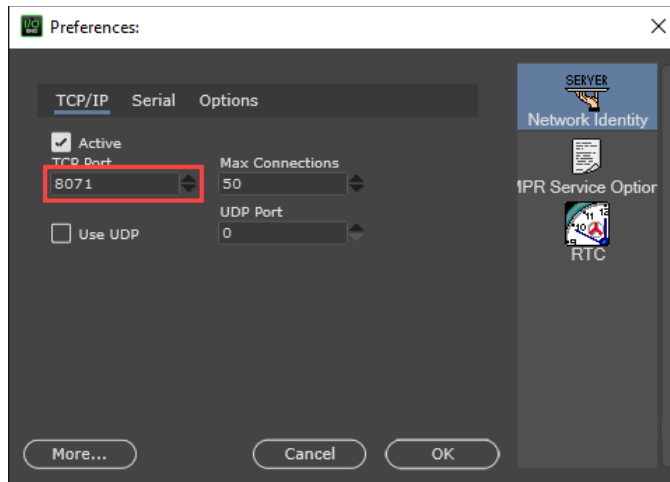 Preferences:
TCP/IP Serial Options
Active
TCP Port
8071
Max Connections
50
Use UDP
UDP Port
0
More...
Cancel
OK
SERVER
Network Identity
MPR Service Option
RTC